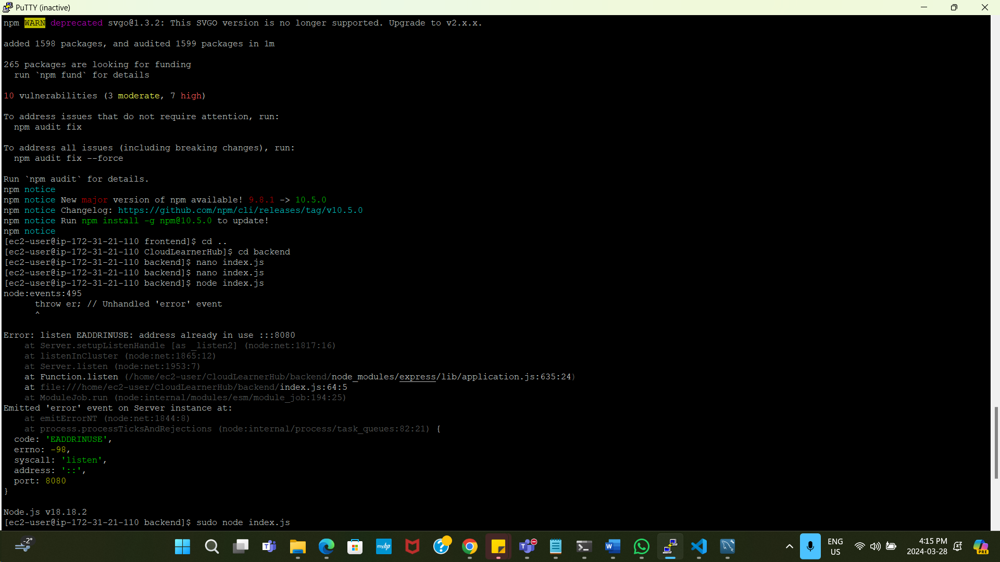 PuTTY (inactive)
npm WARN deprecated svgo@1.3.2: This SVGO version is no longer supported. Upgrade to v2.x.x.
added 1598 packages, and audited 1599 packages in 1m
265 packages are looking for funding
run `npm fund` for details
10 vulnerabilities (3 moderate, 7 high)
To address issues that do not require attention, run:
npm audit fix
To address all issues (including breaking changes), run:
npm audit fix --force
Run `npm audit` for details.
npm notice
npm notice New major version of npm available! 9.8.1 -> 10.5.0
npm notice Changelog: https://github.com/npm/cli/releases/tag/v10.5.0
npm notice Run npm install -g npm@10.5.0 to update!
npm notice
[ec2-user@ip-172-31-21-110 frontend]$ cd ..
[ec2-user@ip-172-31-21-110 CloudLearnerHub]$ cd backend
[ec2-user@ip-172-31-21-110 backend]$ nano index.js
[ec2-user@ip-172-31-21-110 backend]$ nano index.js
[ec2-user@ip-172-31-21-110 backend]$ node index.js
node:events:495
throw er; // Unhandled 'error' event
^
Error: listen EADDRINUSE: address already in use :::8080
at Server.setupListenHandle [as _listen2] (node:net:1817:16)
at listenInCluster (node:net:1865:12)
at Server.listen (node:net:1953:7)
at Function.listen (/home/ec2-user/CloudLearnerHub/backend/node_modules/express/lib/application.js:635:24)
at file:///home/ec2-user/CloudLearnerHub/backend/index.js:64:5
at ModuleJob.run (node:internal/modules/esm/module_job:194:25)
Emitted 'error' event on Server instance at:
at emitErrorNT (node:net:1844:8)
at process.processTicksAndRejections (node:internal/process/task_queues:82:21) {
code: 'EADDRINUSE',
errno: -98,
syscall: 'listen',
address: '::',
port: 8080
}
Node.js v18.18.2
[ec2-user@ip-172-31-21-110 backend]$ sudo node index.js
-2°
myhp
ENG
US
4:15 PM
2024-03-28
PRE